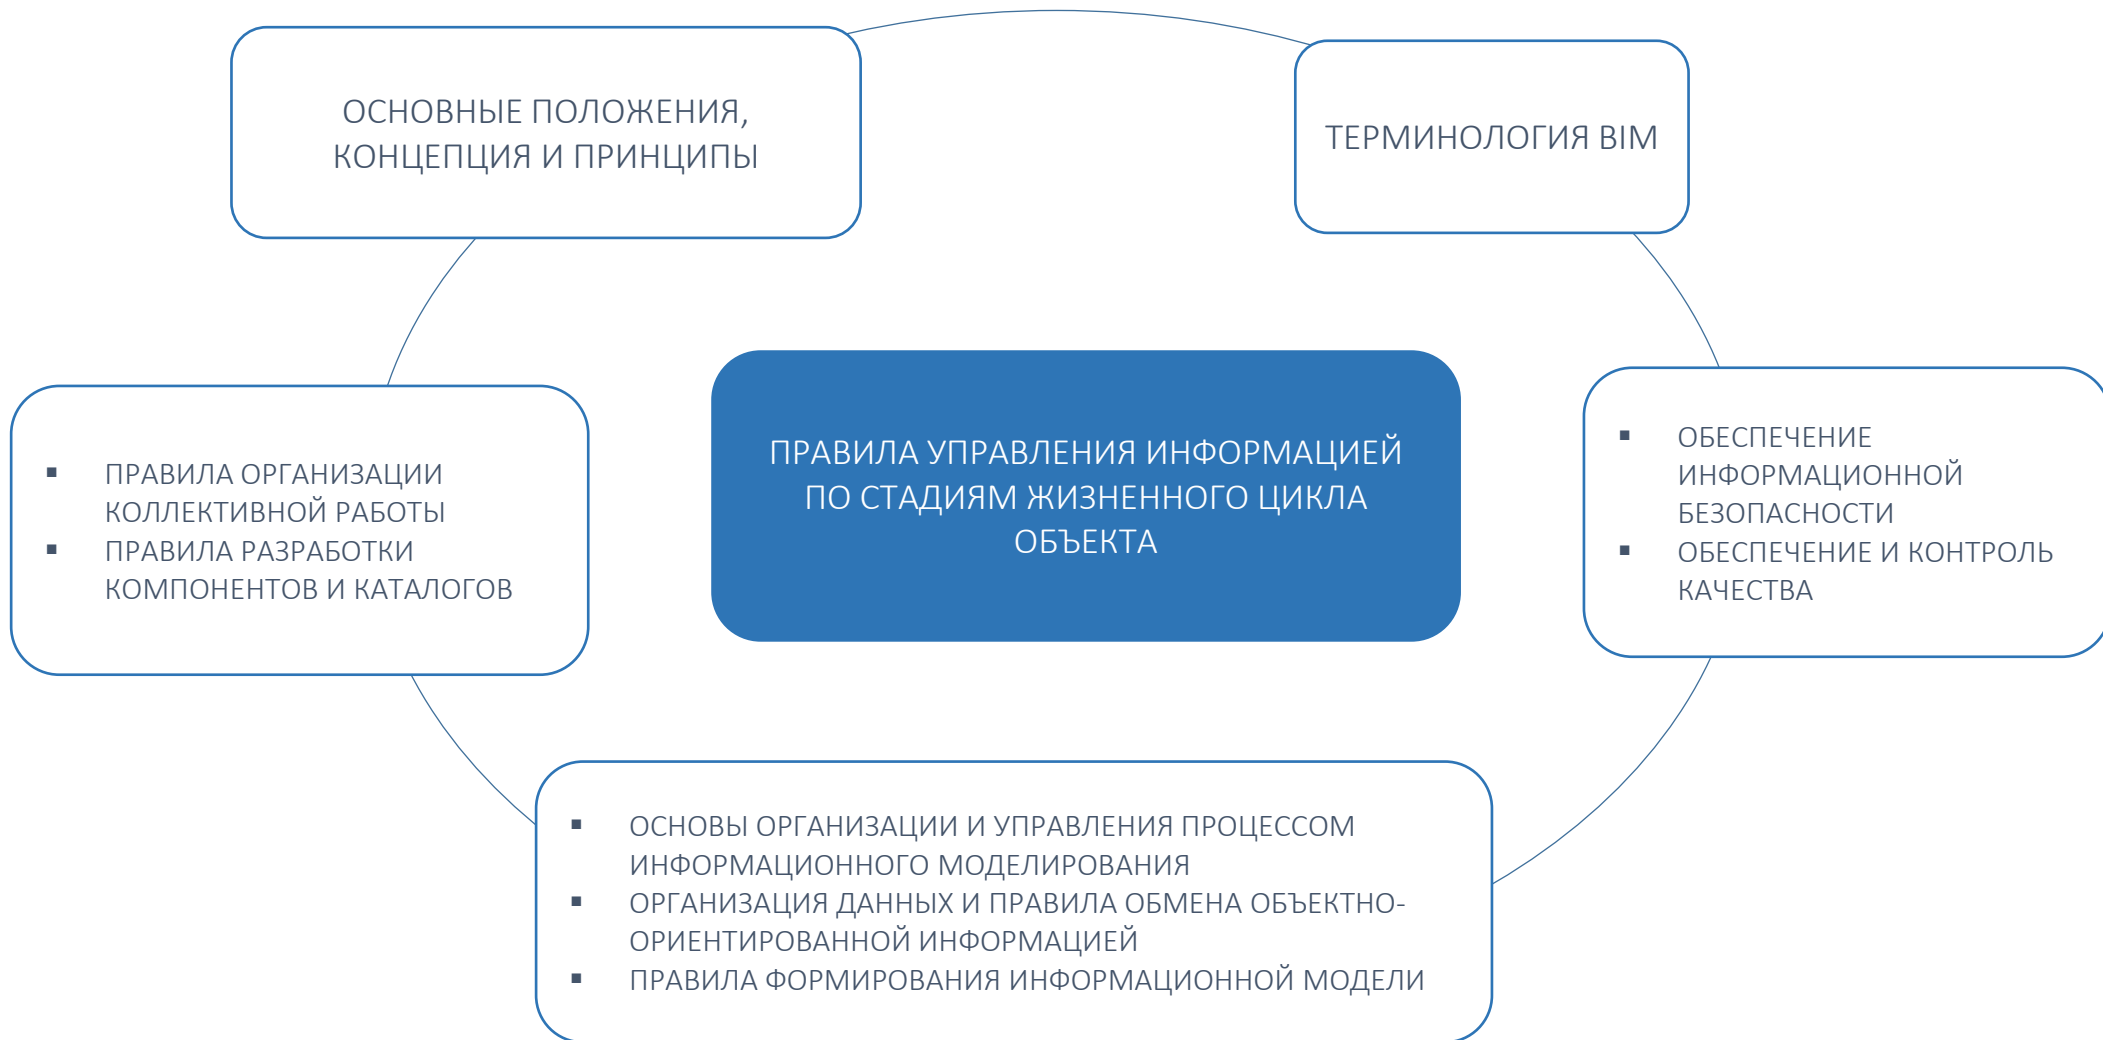 ОСНОВНЫЕ ПОЛОЖЕНИЯ,
КОНЦЕПЦИЯ И ПРИНЦИПЫ
ТЕРМИНОЛОГИЯ BIM
▪ ПРАВИЛА ОРГАНИЗАЦИИ
КОЛЛЕКТИВНОЙ РАБОТЫ
▪ ПРАВИЛА РАЗРАБОТКИ
КОМПОНЕНТОВ И КАТАЛОГОВ
ПРАВИЛА УПРАВЛЕНИЯ ИНФОРМАЦИЕЙ
ПО СТАДИЯМ ЖИЗНЕННОГО ЦИКЛА
ОБЪЕКТА
▪ ОБЕСПЕЧЕНИЕ
ИНФОРМАЦИОННОЙ
БЕЗОПАСНОСТИ
▪ ОБЕСПЕЧЕНИЕ И КОНТРОЛЬ
КАЧЕСТВА
▪ ОСНОВЫ ОРГАНИЗАЦИИ И УПРАВЛЕНИЯ ПРОЦЕССОМ
ИНФОРМАЦИОННОГО МОДЕЛИРОВАНИЯ
▪ ОРГАНИЗАЦИЯ ДАННЫХ И ПРАВИЛА ОБМЕНА ОБЪЕКТНО-
ОРИЕНТИРОВАННОЙ ИНФОРМАЦИЕЙ
▪ ПРАВИЛА ФОРМИРОВАНИЯ ИНФОРМАЦИОННОЙ МОДЕЛИ